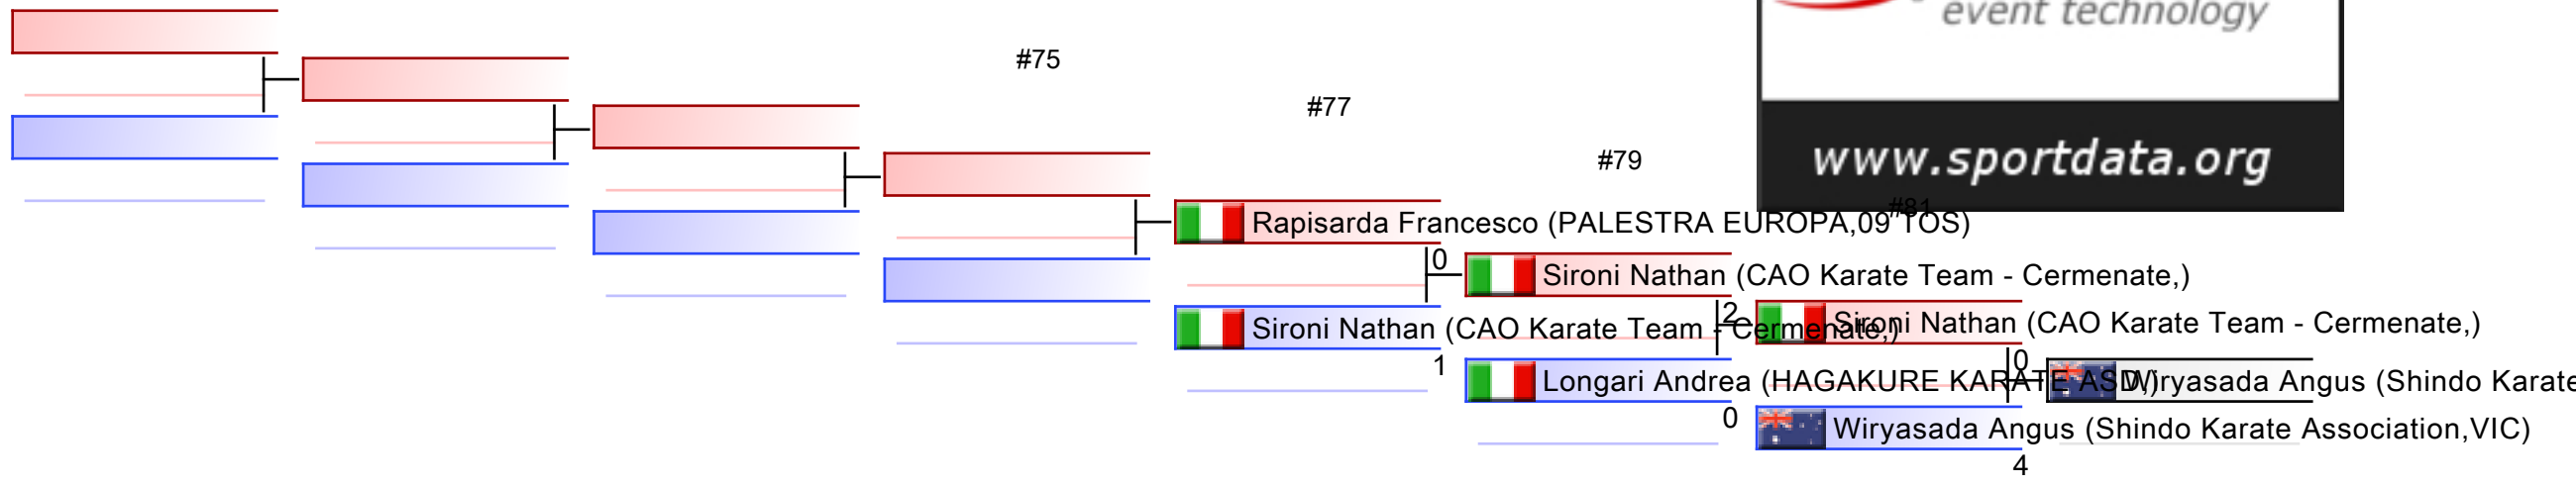 event technology
#75
#77
#79
www.sportdata.org
#81
Rapisarda Francesco (PALESTRA EUROPA,09 TOS)
0
Sironi Nathan (CAO Karate Team - Cermenate,)
2
Sironi Nathan (CAO Karate Team - Cermenate,)
Sironi Nathan (CAO Karate Team - Cermenate,)
1
0
Longari Andrea (HAGAKURE KARATE ASD,)
Wiryasada Angus (Shindo Karate
0
Wiryasada Angus (Shindo Karate Association,VIC)
4